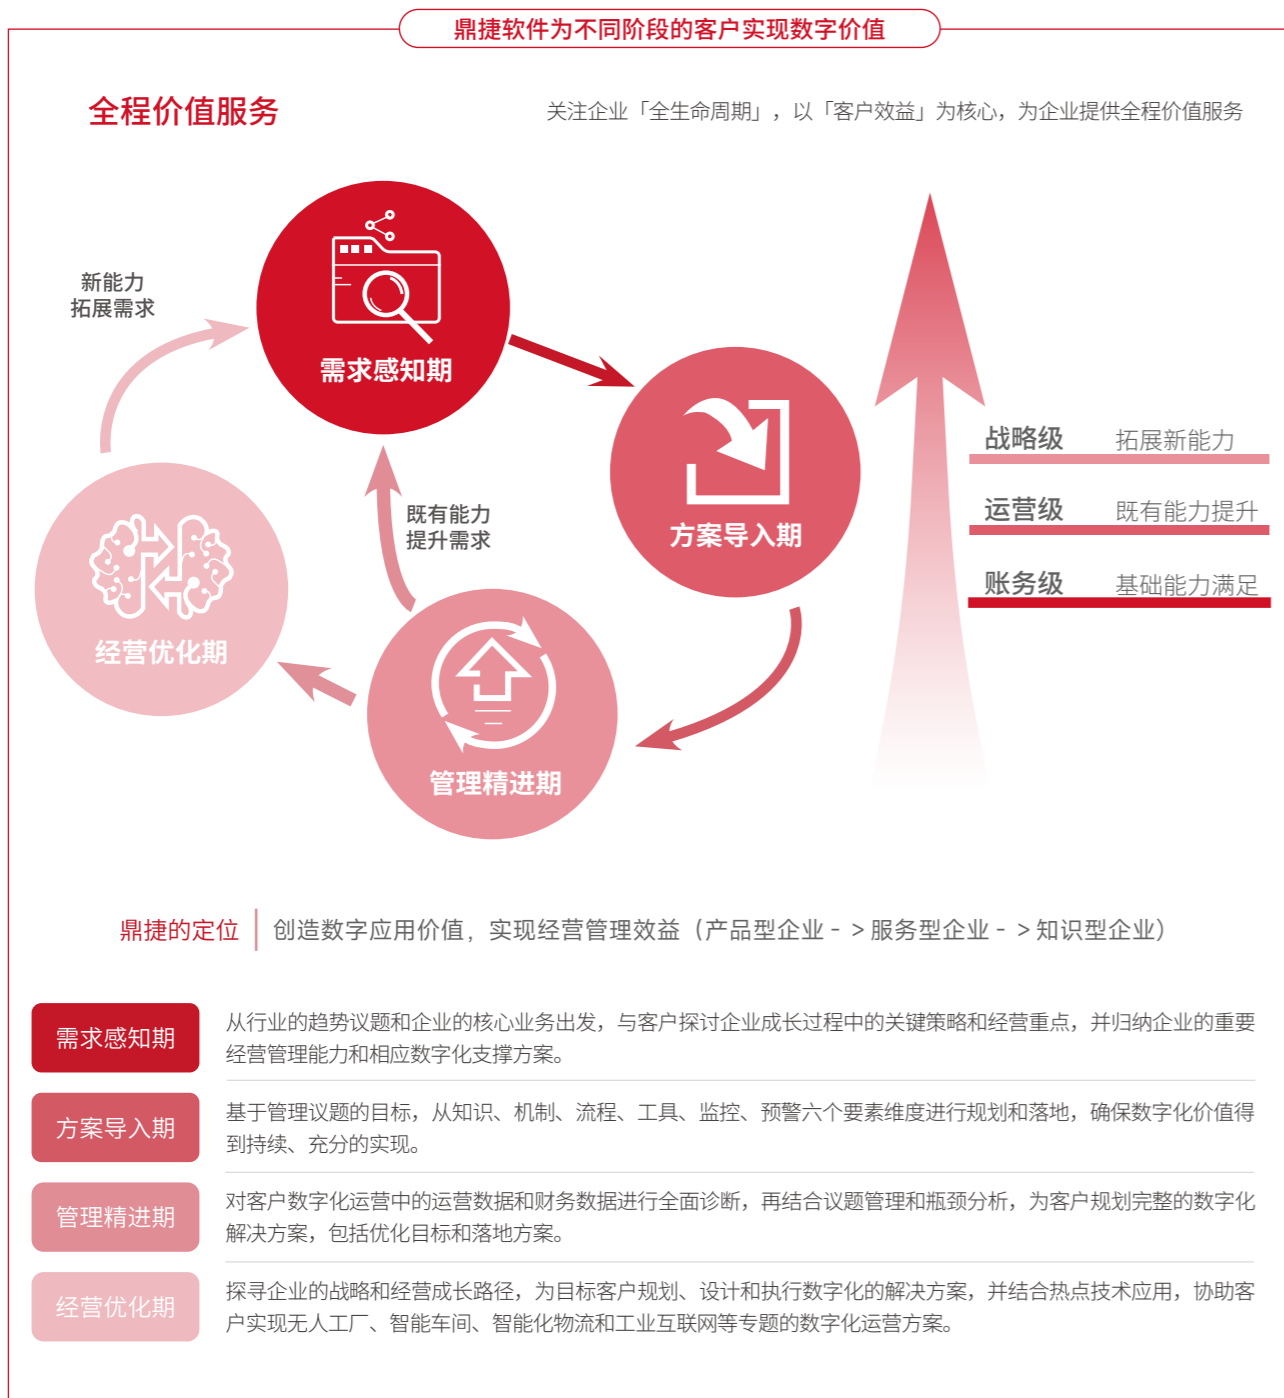 鼎捷软件为不同阶段的客户实现数字价值
全程价值服务
关注企业「全生命周期」，以「客户效益」为核心，为企业提供全程价值服务
新能力
拓展需求
需求感知期
方案导入期
既有能力
提升需求
经营优化期
管理精进期
战略级 拓展新能力
运营级 既有能力提升
账务级 基础能力满足
鼎捷的定位 创造数字应用价值，实现经营管理效益（产品型企业 - > 服务型企业 - > 知识型企业）
需求感知期
从行业的趋势议题和企业的核心业务出发，与客户探讨企业成长过程中的关键策略和经营重点，并归纳企业的重要
经营管理能力和相应数字化支撑方案。
方案导入期
基于管理议题的目标，从知识、机制、流程、工具、监控、预警六个要素维度进行规划和落地，确保数字化价值得
到持续、充分的实现。
管理精进期
对客户数字化运营中的运营数据和财务数据进行全面诊断，再结合议题管理和瓶颈分析，为客户规划完整的数字化
解决方案，包括优化目标和落地方案。
经营优化期
探寻企业的战略和经营成长路径，为目标客户规划、设计和执行数字化的解决方案，并结合热点技术应用，协助客
户实现无人工厂、智能车间、智能化物流和工业互联网等专题的数字化运营方案。